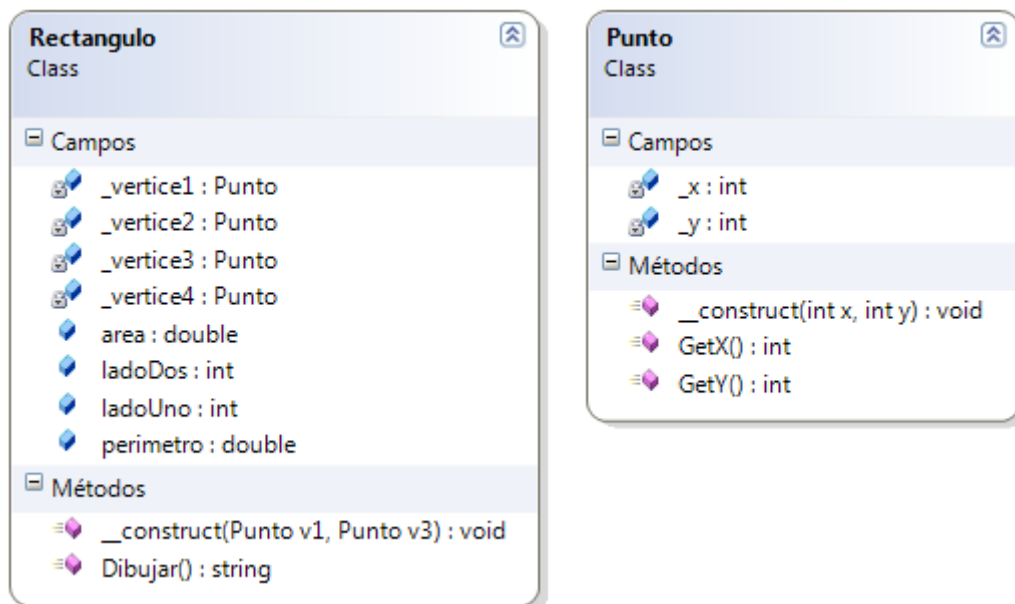 Rectangulo
Class
Campos
_vertice1 : Punto
_vertice2 : Punto
_vertice3 : Punto
_vertice4 : Punto
area : double
ladoDos : int
ladoUno : int
perimetro : double
Métodos
__construct(Punto v1, Punto v3) : void
Dibujar() : string
Punto
Class
Campos
_x : int
_y : int
Métodos
__construct(int x, int y) : void
GetX() : int
GetY() : int